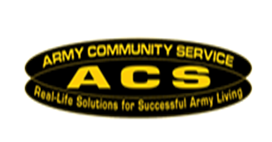 ARMY COMMUNITY SERVICE
ACS
Real-Life Solutions for Successful Army Living